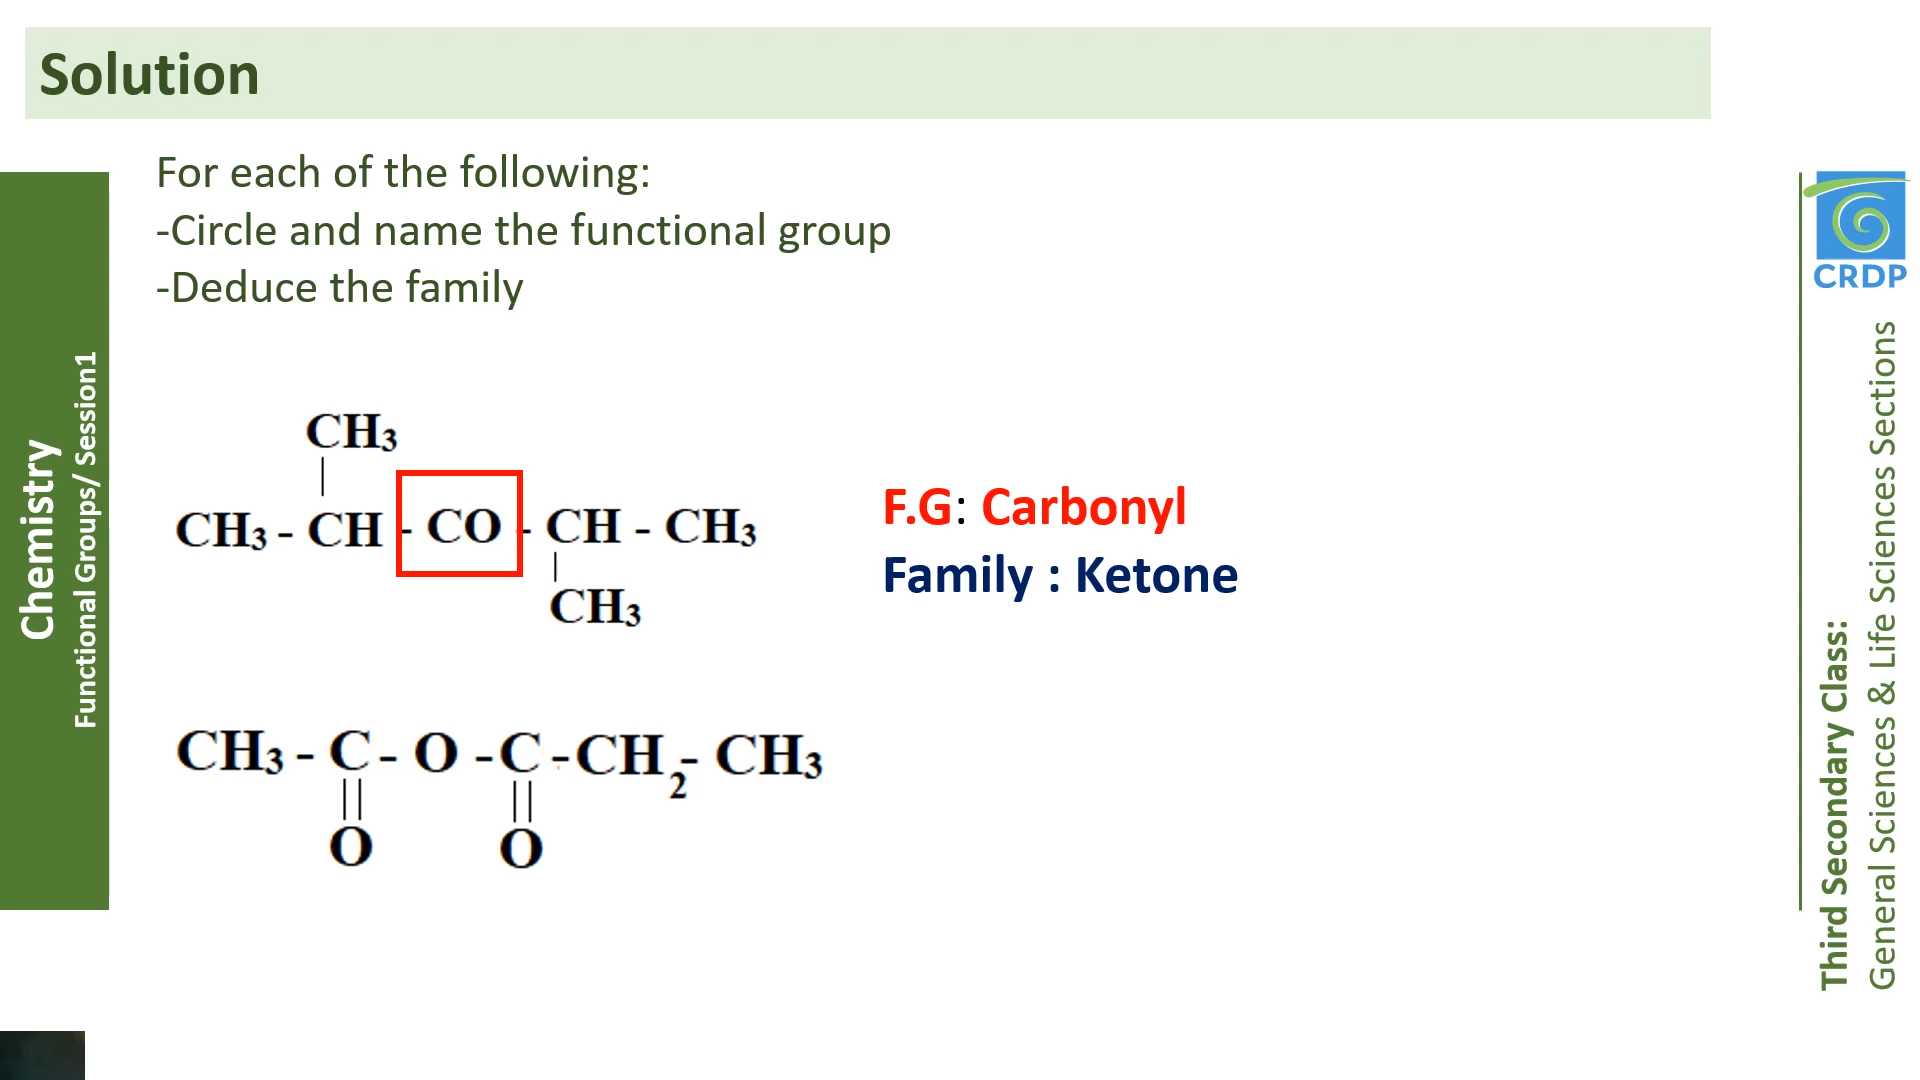 Solution
For each of the following:
-Circle and name the functional group
-Deduce the family
CH₃
CH₃ - CH - CO - CH - CH₃
CH₃
F.G: Carbonyl
Family : Ketone
CH₃ - C - O - C - CH₂ - CH₃
O O
Chemistry
Functional Groups/ Session1
CRDP
Third Secondary Class:
General Sciences & Life Sciences Sections